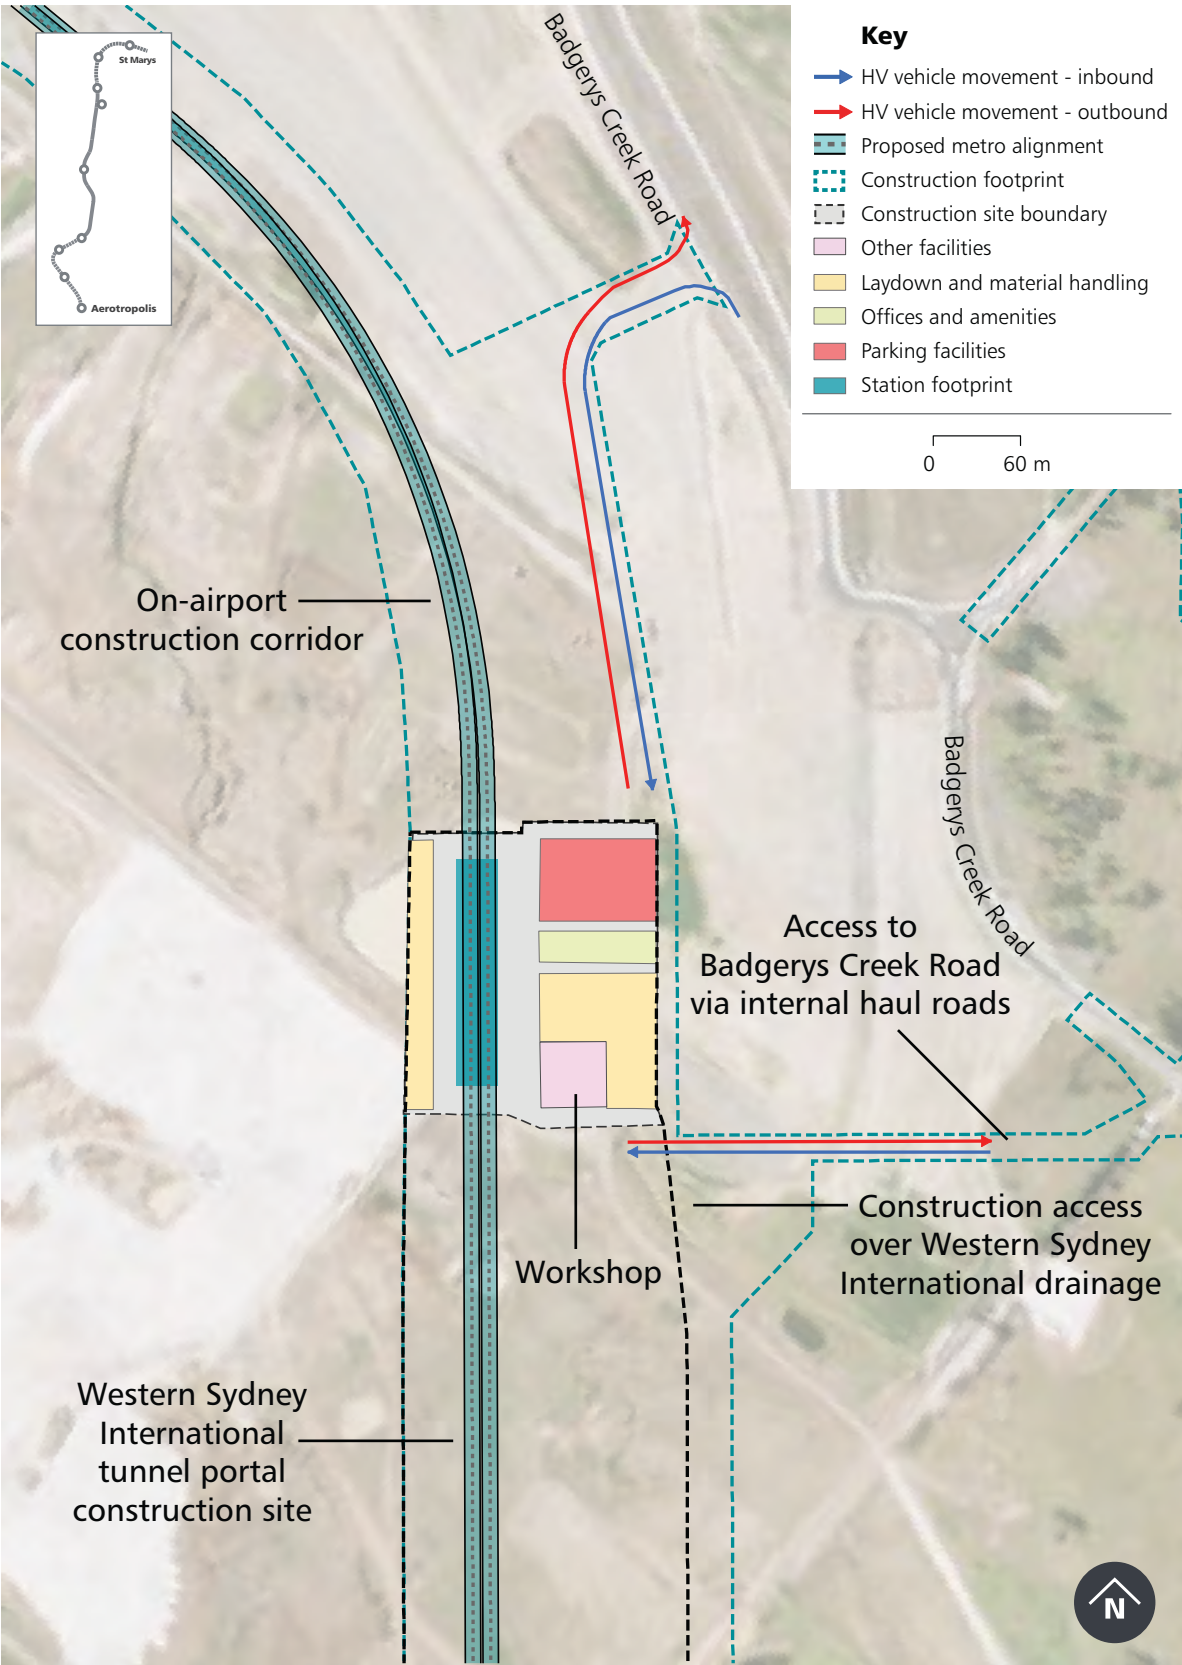 St Marys
Aerotropolis
Badgerys Creek Road
Key
HV vehicle movement - inbound
HV vehicle movement - outbound
Proposed metro alignment
Construction footprint
Construction site boundary
Other facilities
Laydown and material handling
Offices and amenities
Parking facilities
Station footprint
0 60 m
On-airport
construction corridor
Badgerys Creek Road
Access to
Badgerys Creek Road
via internal haul roads
Construction access
over Western Sydney
International drainage
Workshop
Western Sydney
International
tunnel portal
construction site
N